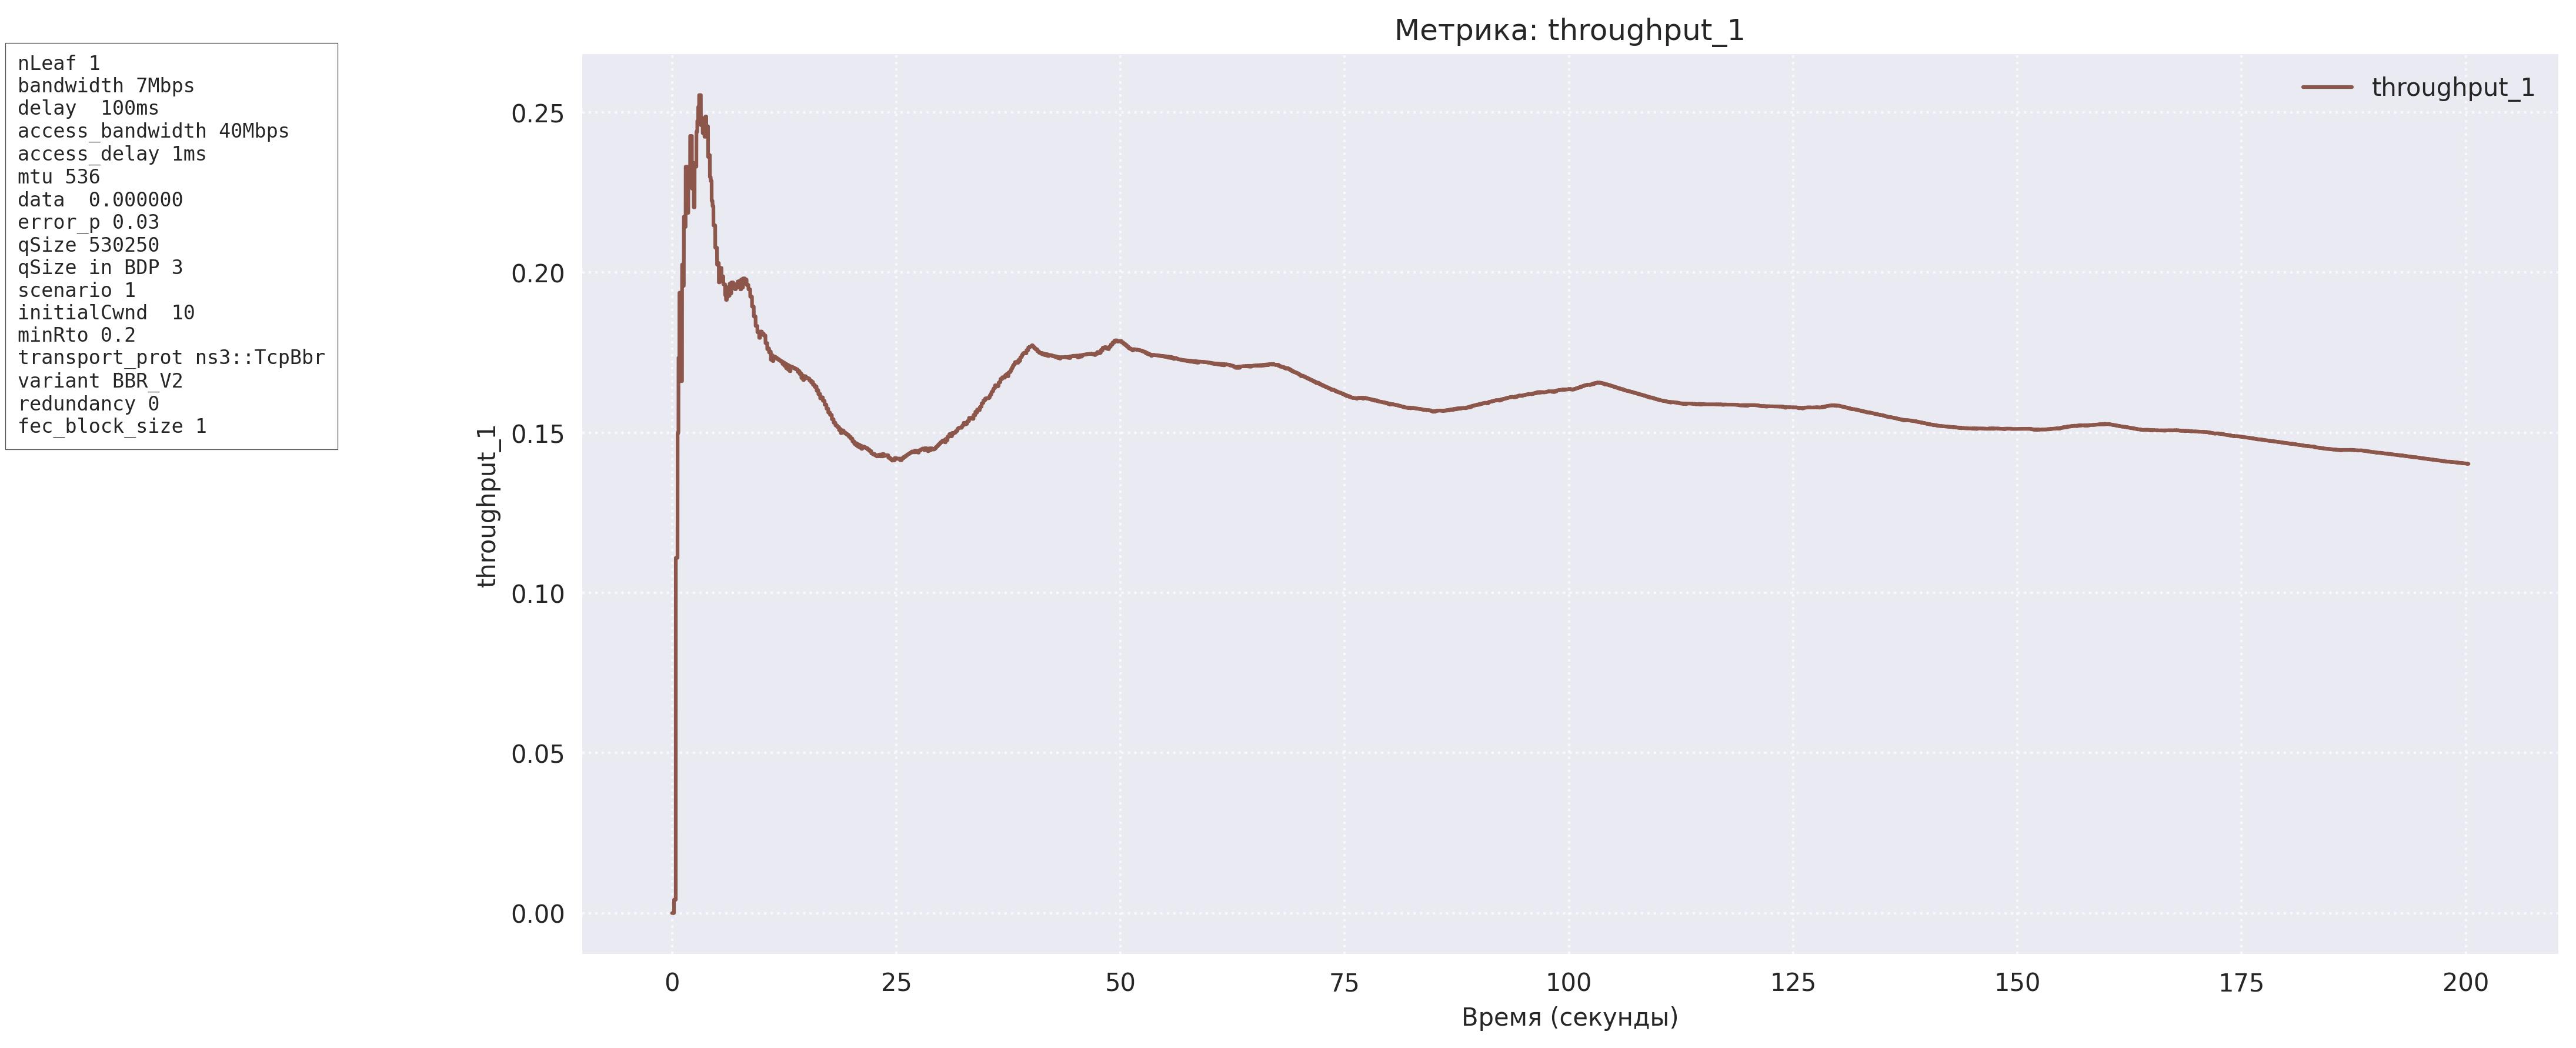 Метрика: throughput_1
nLeaf 1
bandwidth 7Mbps
delay  100ms
access_bandwidth 40Mbps
access_delay 1ms
mtu 536
data  0.000000
error_p 0.03
qSize 530250
qSize in BDP 3
scenario 1
initialCwnd  10
minRto 0.2
transport_prot ns3::TcpBbr
variant BBR_V2
redundancy 0
fec_block_size 1
throughput_1
throughput_1
0.25
0.20
0.15
0.10
0.05
0.00
0 25 50 75 100 125 150 175 200
Время (секунды)